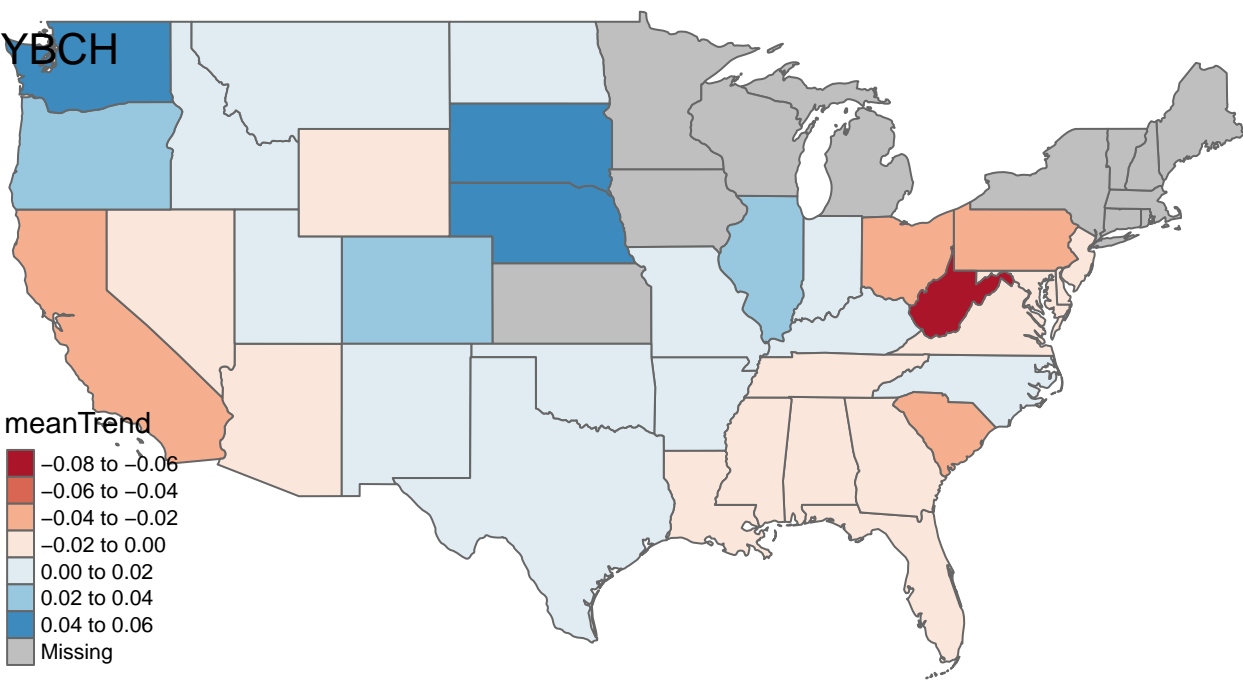 YBCH
meanTrend
−0.08 to −0.06
−0.06 to −0.04
−0.04 to −0.02
−0.02 to 0.00
0.00 to 0.02
0.02 to 0.04
0.04 to 0.06
Missing